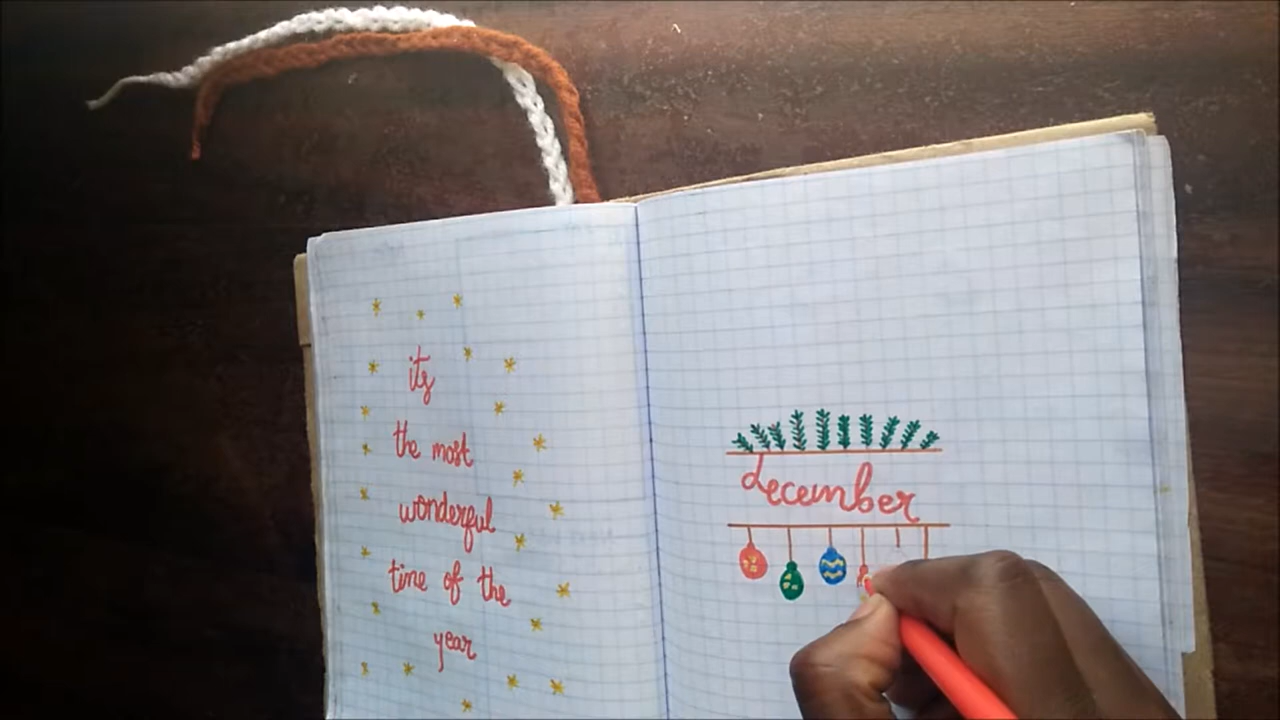 its
the most
wonderful
time of the
year
december